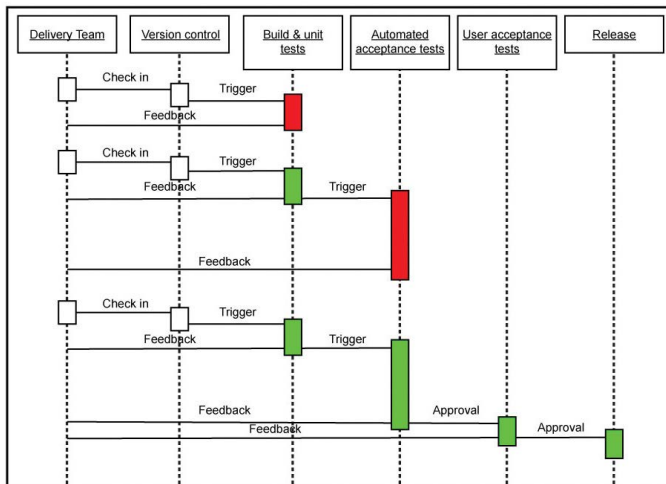 Delivery Team
Version control
Build & unit
tests
Automated
acceptance tests
User acceptance
tests
Release
Check in
Trigger
Feedback
Check in
Trigger
Feedback
Trigger
Feedback
Check in
Trigger
Feedback
Trigger
Feedback
Approval
Feedback
Approval